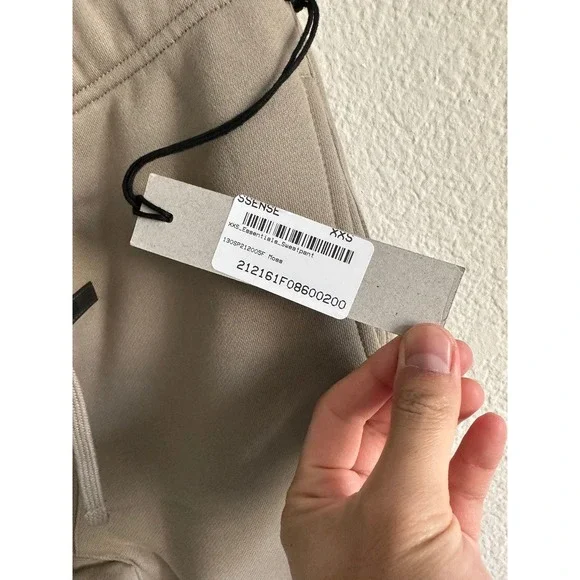 SSENSE XXS
XXS_Essentials_Sweatpant
130SP212005F Moss
212161F08600200